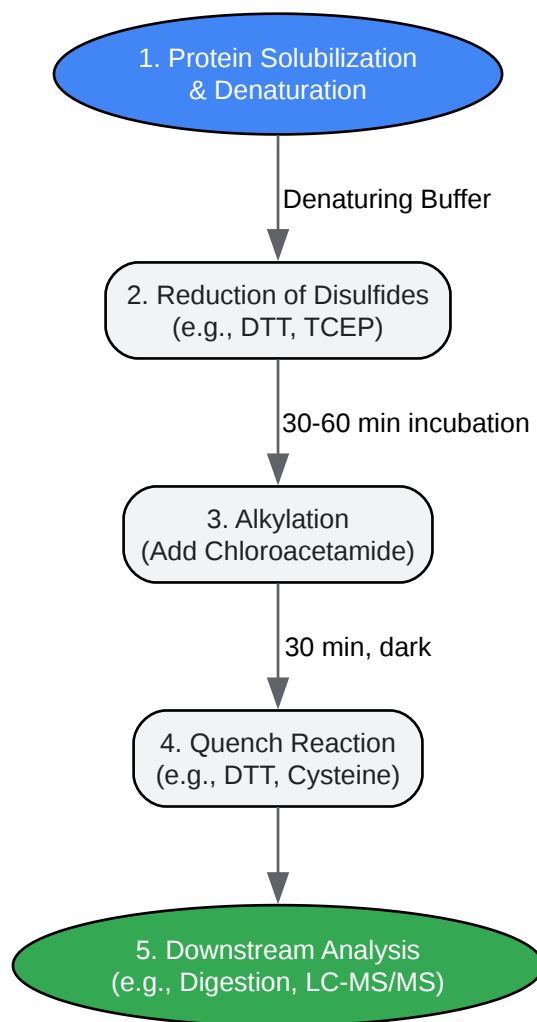 1. Protein Solubilization
& Denaturation
Denaturing Buffer
2. Reduction of Disulfides
(e.g., DTT, TCEP)
30-60 min incubation
3. Alkylation
(Add Chloroacetamide)
30 min, dark
4. Quench Reaction
(e.g., DTT, Cysteine)
5. Downstream Analysis
(e.g., Digestion, LC-MS/MS)